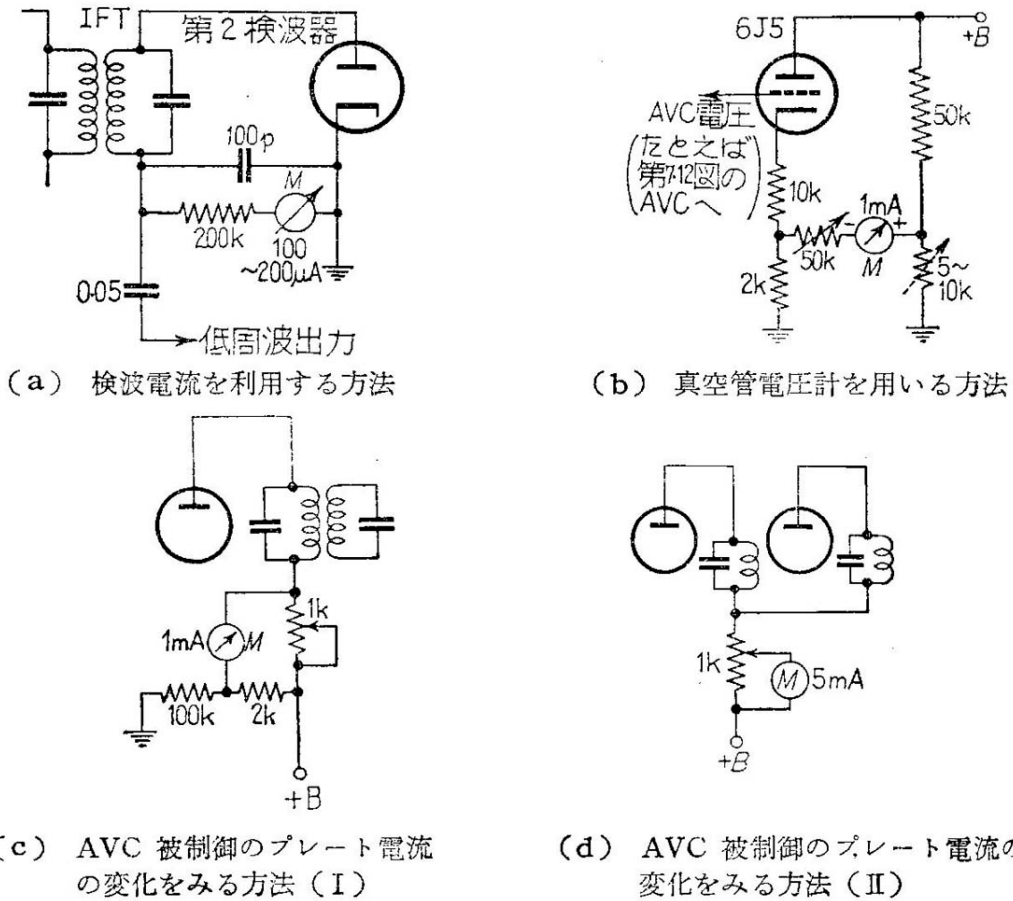 IFT
第2検波器
100p
M
200k
100
~200μA
0.05
低周波出力
(a) 検波電流を利用する方法
6J5
+B
AVC電圧
(たとえば
第7・12図の
AVCへ)
50k
10k
1mA
- +
50k
M
2k
5~
10k
(b) 真空管電圧計を用いる方法
1k
1mA
M
100k
2k
+B
(c) AVC 被制御のプレート電流
の変化をみる方法(I)
1k
M
5mA
+B
(d) AVC 被制御のプレート電流の
変化をみる方法(II)